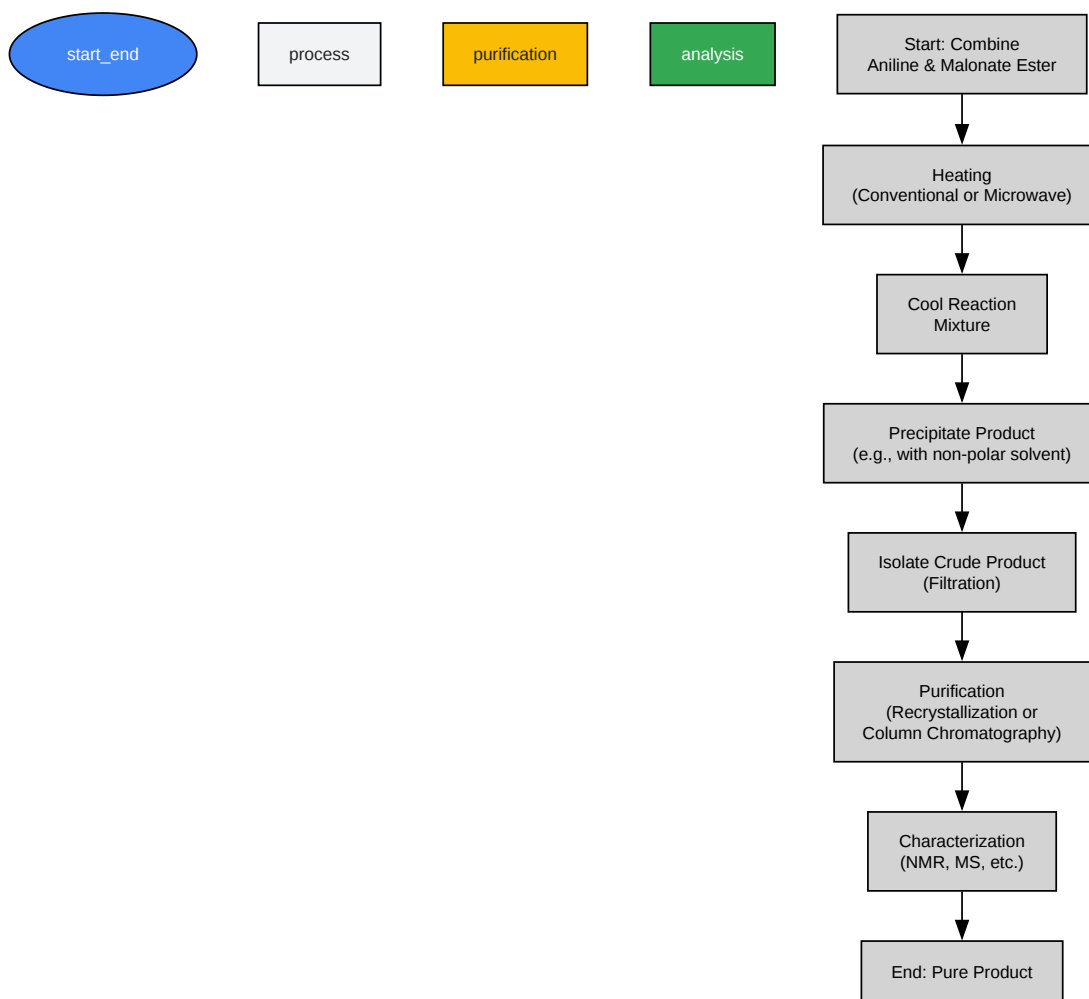 start_end
process
purification
analysis
Start: Combine
Aniline & Malonate Ester
Heating
(Conventional or Microwave)
Cool Reaction
Mixture
Precipitate Product
(e.g., with non-polar solvent)
Isolate Crude Product
(Filtration)
Purification
(Recrystallization or
Column Chromatography)
Characterization
(NMR, MS, etc.)
End: Pure Product